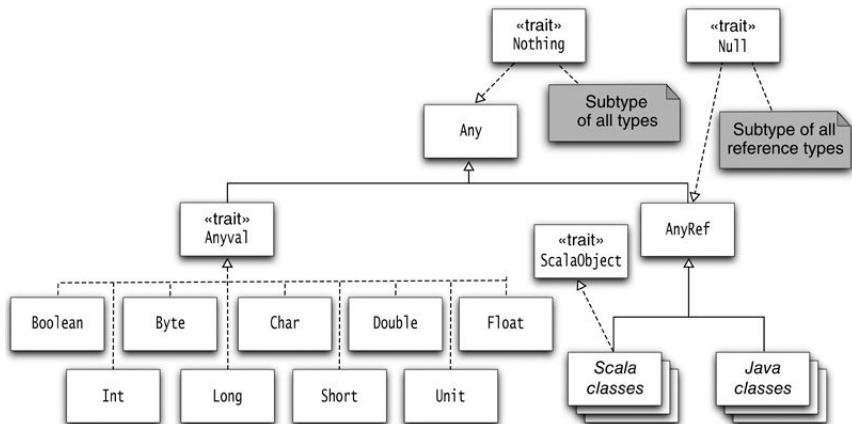 «trait»
Nothing
«trait»
Null
Subtype
of all types
Any
Subtype of all
reference types
«trait»
Anyval
«trait»
ScalaObject
AnyRef
Boolean
Byte
Char
Double
Float
Int
Long
Short
Unit
Scala
classes
Java
classes